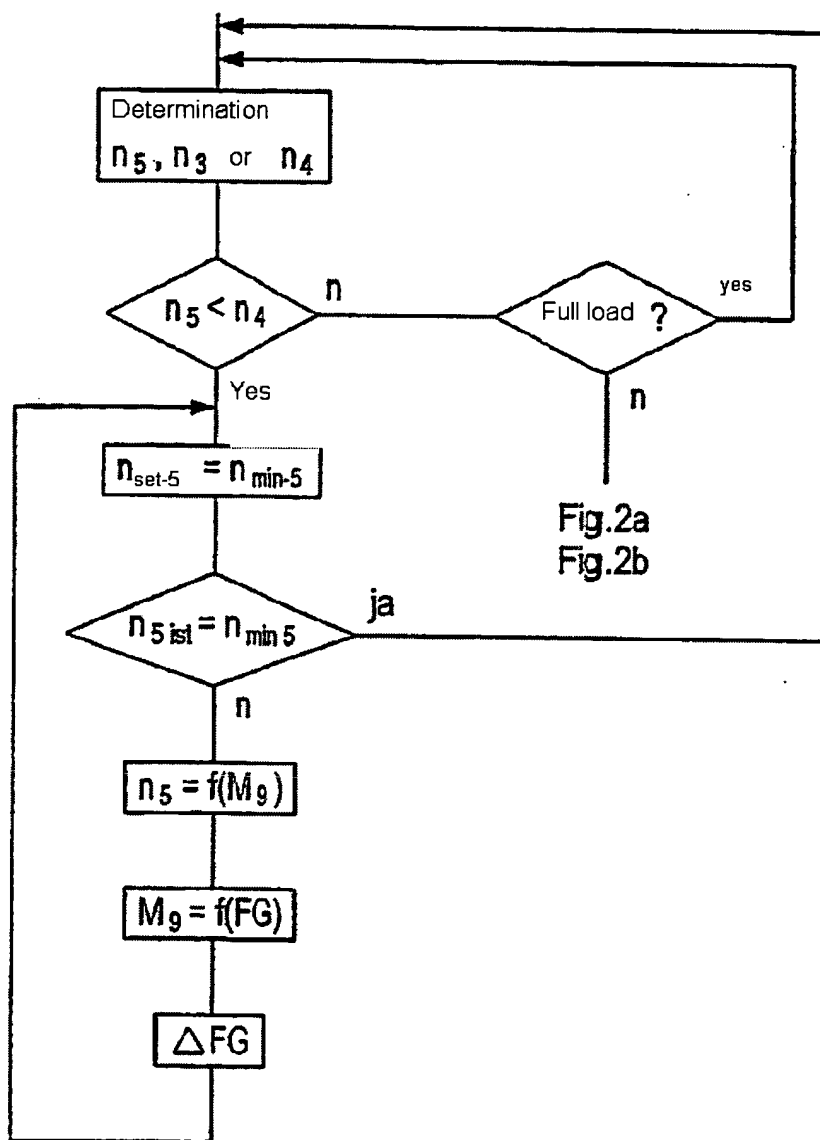 Determination
n5, n3 or n4
n5 < n4
n
Full load ?
yes
n
Yes
nset-5 = nmin-5
Fig.2a
Fig.2b
n5 ist = nmin 5
ja
n
n5 = f(M9)
M9 = f(FG)
△FG